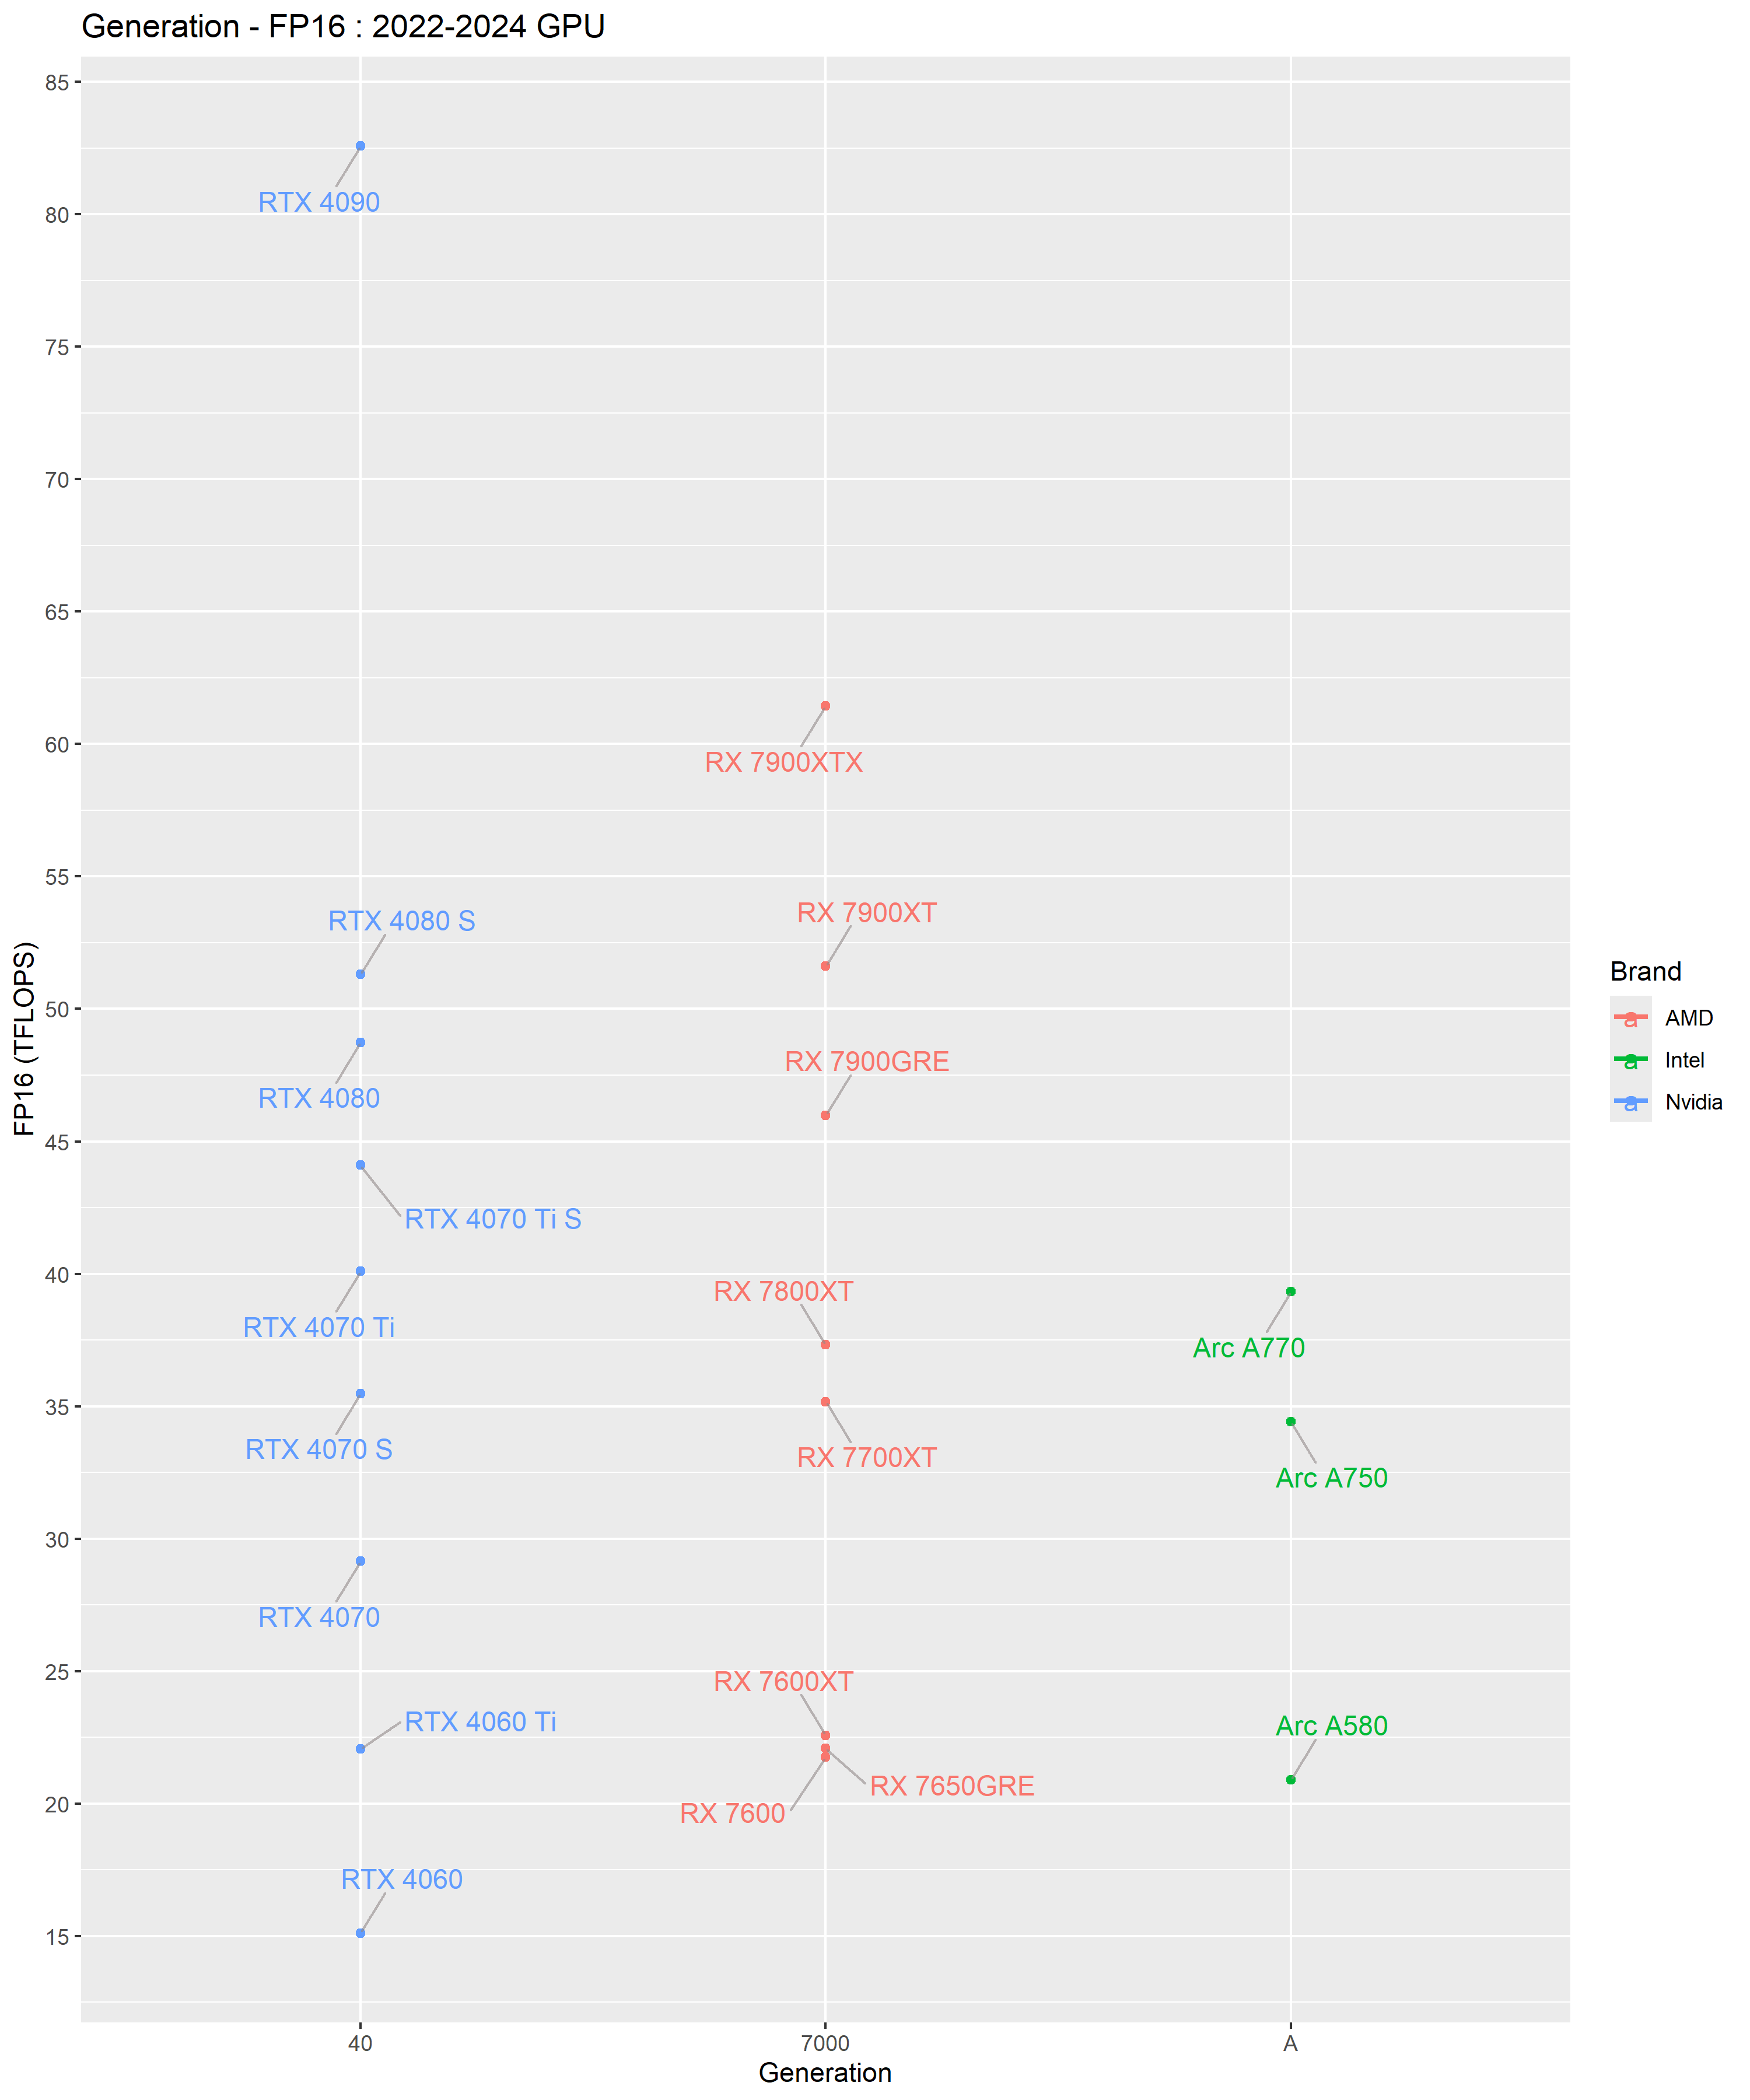 Generation - FP16 : 2022-2024 GPU
85
80
75
70
65
60
55
50
45
40
35
30
25
20
15
FP16 (TFLOPS)
RTX 4090
RTX 4080 S
RTX 4080
RTX 4070 Ti S
RTX 4070 Ti
RTX 4070 S
RTX 4070
RTX 4060 Ti
RTX 4060
RX 7900XTX
RX 7900XT
RX 7900GRE
RX 7800XT
RX 7700XT
RX 7600XT
RX 7650GRE
RX 7600
Arc A770
Arc A750
Arc A580
40
7000
A
Generation
Brand
a AMD
a Intel
a Nvidia